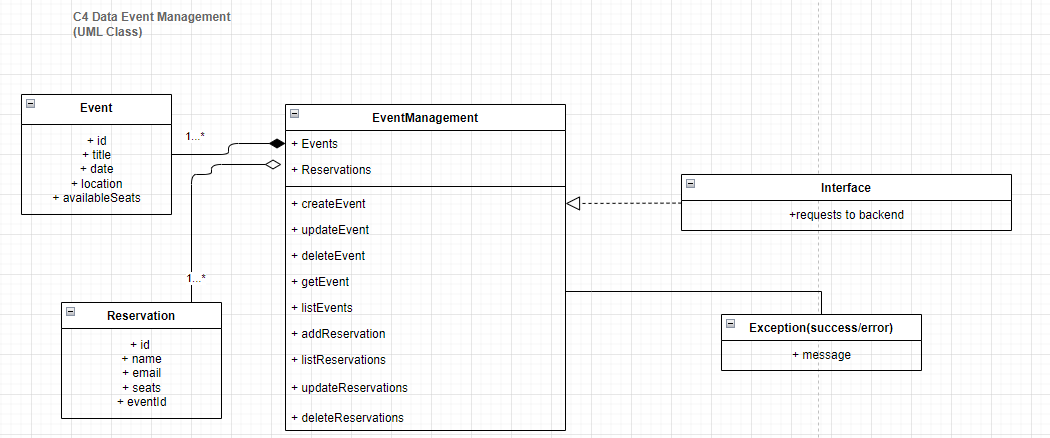 C4 Data Event Management
(UML Class)
Event
+ id
+ title
+ date
+ location
+ availableSeats
1...*
EventManagement
+ Events
+ Reservations
+ createEvent
+ updateEvent
+ deleteEvent
+ getEvent
+ listEvents
+ addReservation
+ listReservations
+ updateReservations
+ deleteReservations
1...*
Reservation
+ id
+ name
+ email
+ seats
+ eventId
Interface
+requests to backend
Exception(success/error)
+ message